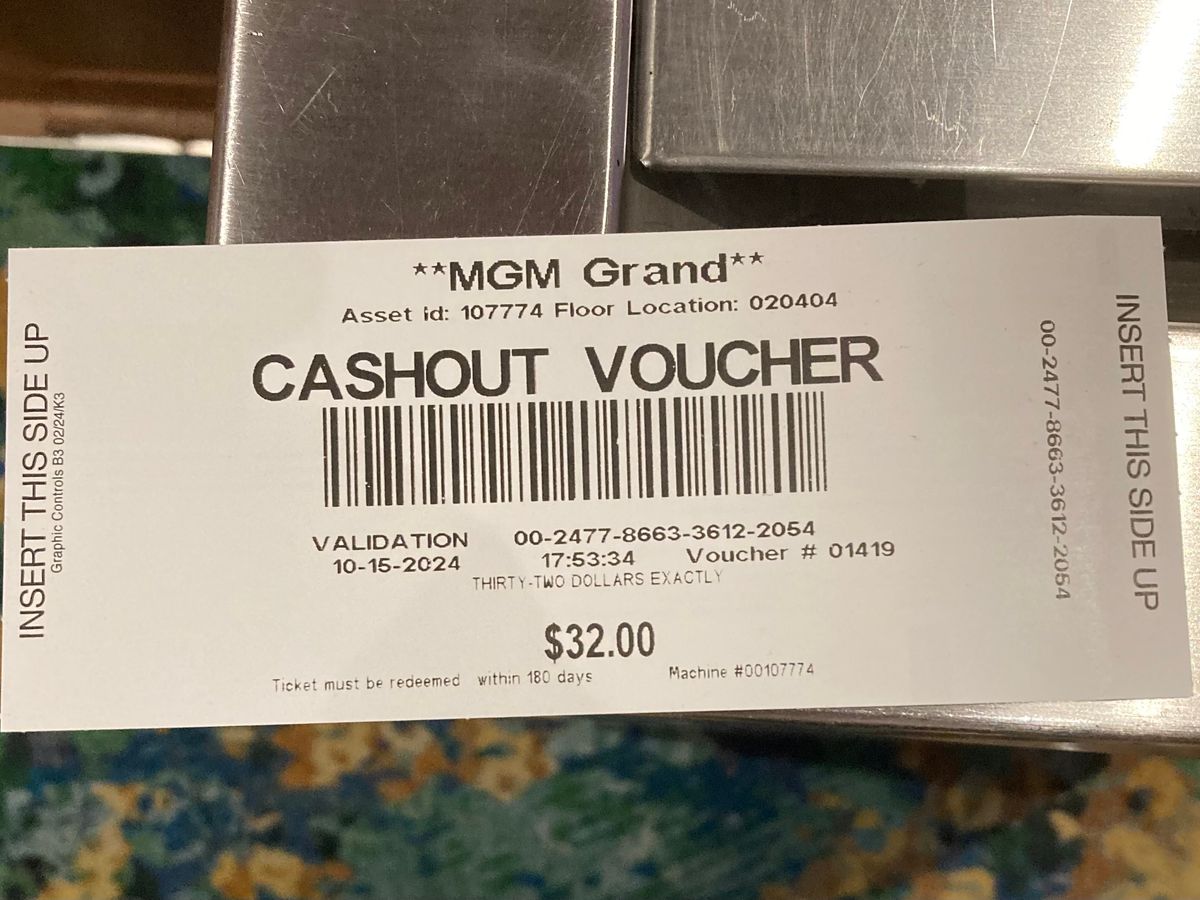 **MGM Grand**
Asset id: 107774 Floor Location: 020404
CASHOUT VOUCHER
VALIDATION 00-2477-8663-3612-2054
10-15-2024 17:53:34 Voucher # 01419
THIRTY-TWO DOLLARS EXACTLY
$32.00
Ticket must be redeemed within 180 days Machine #00107774
INSERT THIS SIDE UP
Graphic Controls B3 02/24/K3
00-2477-8663-3612-2054
INSERT THIS SIDE UP